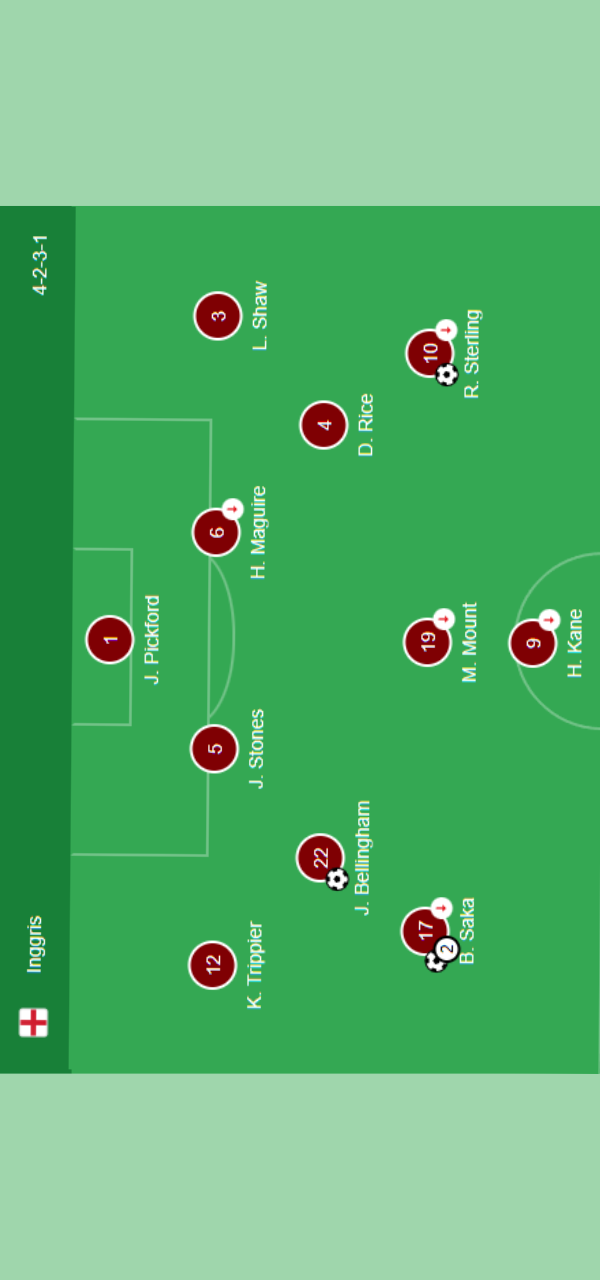 Inggris
4-2-3-1
1
J. Pickford
12
K. Trippier
5
J. Stones
6
H. Maguire
3
L. Shaw
22
J. Bellingham
4
D. Rice
17
2
B. Saka
19
M. Mount
10
R. Sterling
9
H. Kane